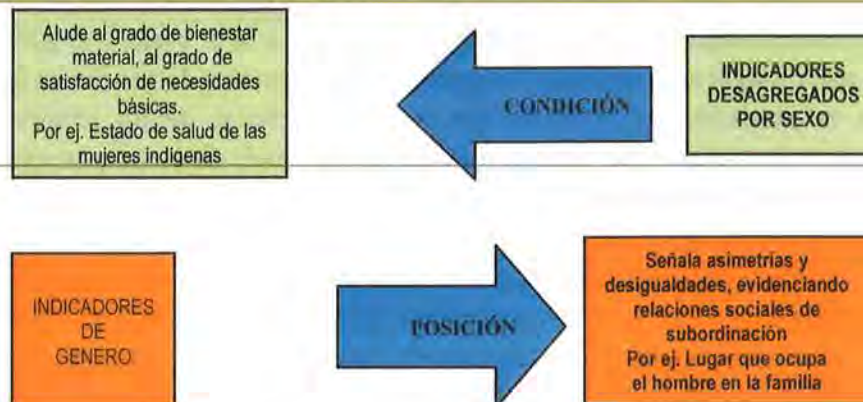 Alude al grado de bienestar
material, al grado de
satisfacción de necesidades
básicas.
Por ej. Estado de salud de las
mujeres indígenas
CONDICIÓN
INDICADORES
DESAGREGADOS
POR SEXO
INDICADORES
DE
GENERO
POSICIÓN
Señala asimetrías y
desigualdades, evidenciando
relaciones sociales de
subordinación
Por ej. Lugar que ocupa
el hombre en la familia